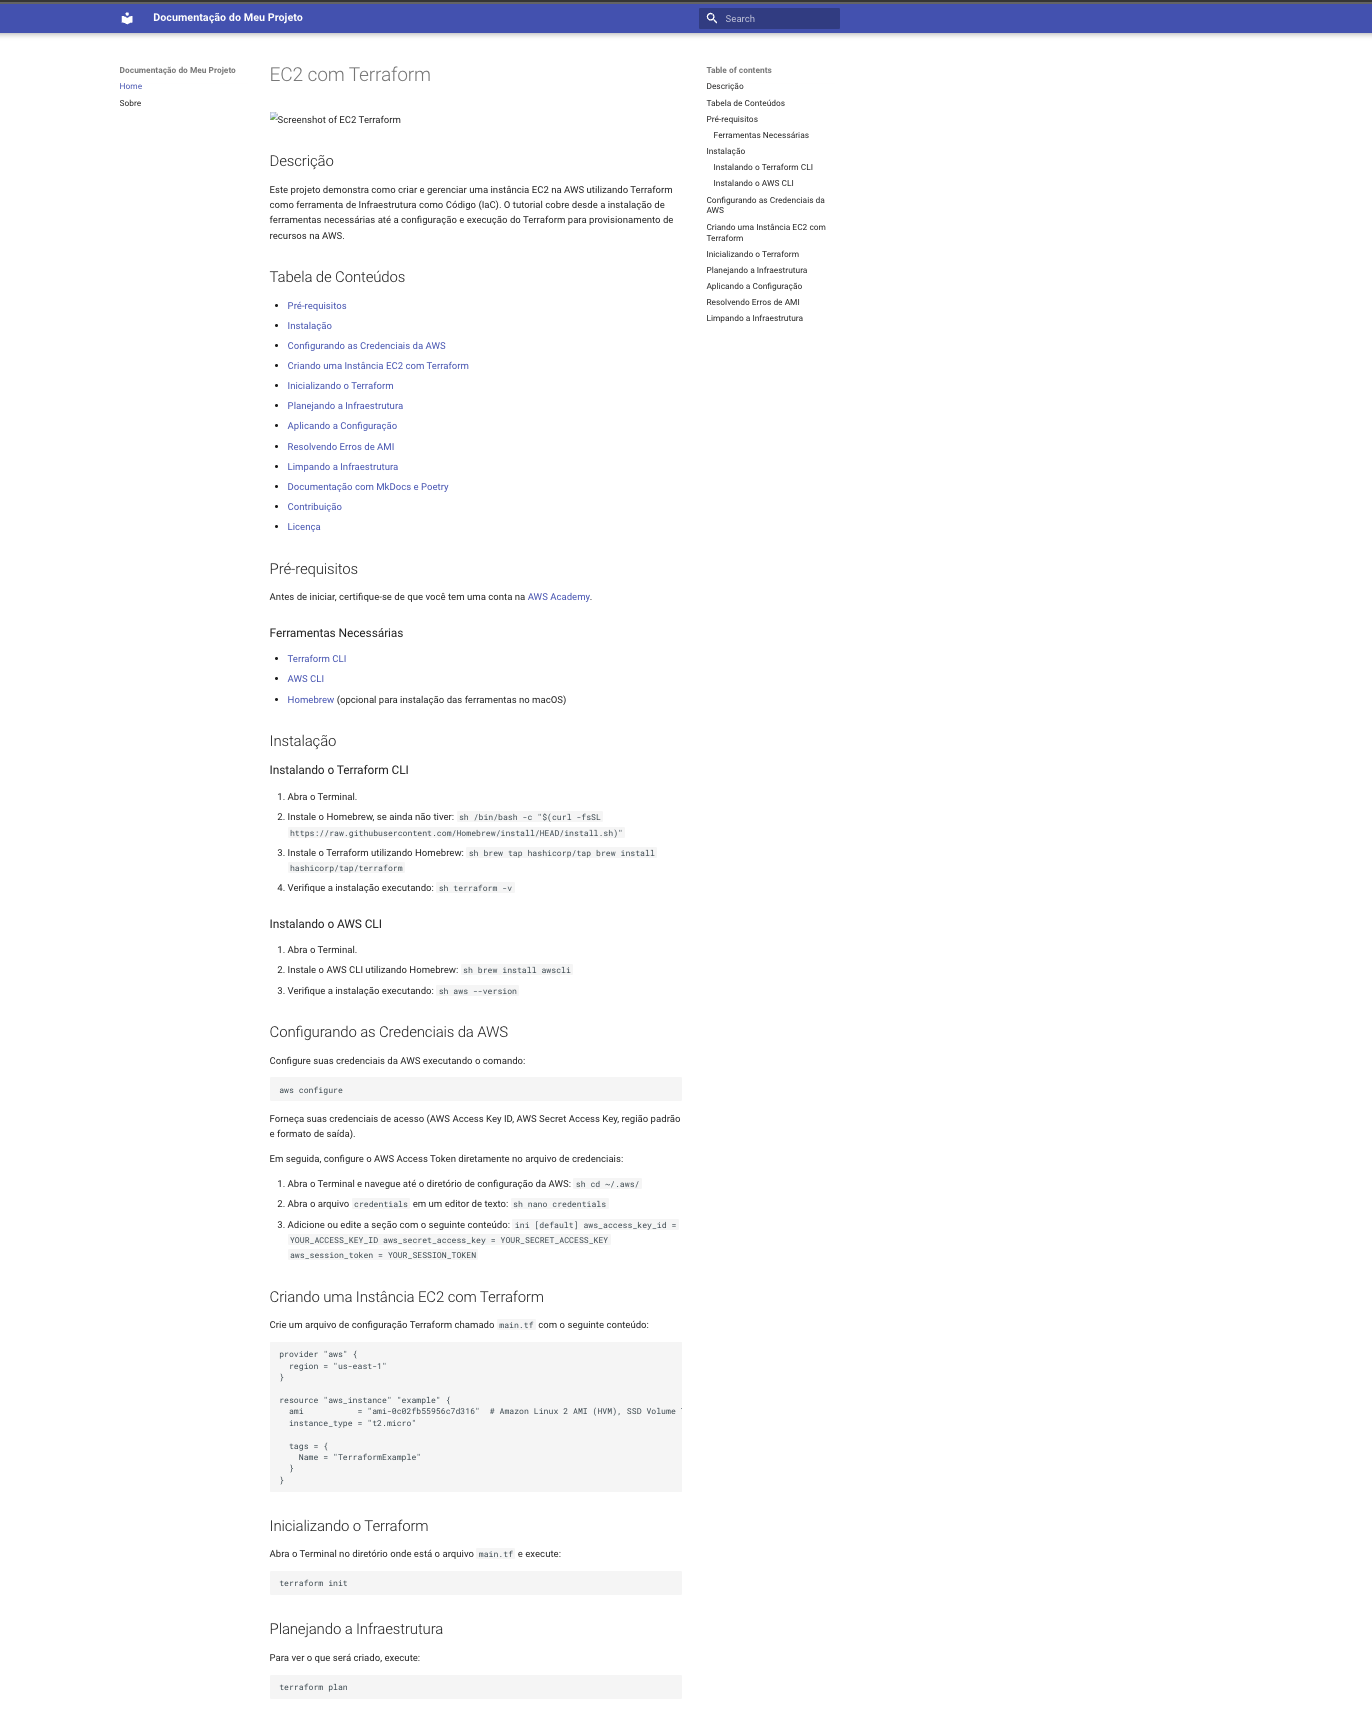 Documentação do Meu Projeto
Search
Documentação do Meu Projeto
Home
Sobre
EC2 com Terraform
Screenshot of EC2 Terraform
Descrição
Este projeto demonstra como criar e gerenciar uma instância EC2 na AWS utilizando Terraform
como ferramenta de Infraestrutura como Código (IaC). O tutorial cobre desde a instalação de
ferramentas necessárias até a configuração e execução do Terraform para provisionamento de
recursos na AWS.
Tabela de Conteúdos
Pré-requisitos
Instalação
Configurando as Credenciais da AWS
Criando uma Instância EC2 com Terraform
Inicializando o Terraform
Planejando a Infraestrutura
Aplicando a Configuração
Resolvendo Erros de AMI
Limpando a Infraestrutura
Documentação com MkDocs e Poetry
Contribuição
Licença
Pré-requisitos
Antes de iniciar, certifique-se de que você tem uma conta na AWS Academy.
Ferramentas Necessárias
Terraform CLI
AWS CLI
Homebrew (opcional para instalação das ferramentas no macOS)
Instalação
Instalando o Terraform CLI
1. Abra o Terminal.
2. Instale o Homebrew, se ainda não tiver: sh /bin/bash -c "$(curl -fsSL
https://raw.githubusercontent.com/Homebrew/install/HEAD/install.sh)"
3. Instale o Terraform utilizando Homebrew: sh brew tap hashicorp/tap brew install
hashicorp/tap/terraform
4. Verifique a instalação executando: sh terraform -v
Instalando o AWS CLI
1. Abra o Terminal.
2. Instale o AWS CLI utilizando Homebrew: sh brew install awscli
3. Verifique a instalação executando: sh aws --version
Configurando as Credenciais da AWS
Configure suas credenciais da AWS executando o comando:
aws configure
Forneça suas credenciais de acesso (AWS Access Key ID, AWS Secret Access Key, região padrão
e formato de saída).
Em seguida, configure o AWS Access Token diretamente no arquivo de credenciais:
1. Abra o Terminal e navegue até o diretório de configuração da AWS: sh cd ~/.aws/
2. Abra o arquivo credentials em um editor de texto: sh nano credentials
3. Adicione ou edite a seção com o seguinte conteúdo: ini [default] aws_access_key_id =
YOUR_ACCESS_KEY_ID aws_secret_access_key = YOUR_SECRET_ACCESS_KEY
aws_session_token = YOUR_SESSION_TOKEN
Criando uma Instância EC2 com Terraform
Crie um arquivo de configuração Terraform chamado main.tf com o seguinte conteúdo:
provider "aws" {
region = "us-east-1"
}
resource "aws_instance" "example" {
ami = "ami-0c02fb55956c7d316" # Amazon Linux 2 AMI (HVM), SSD Volume
instance_type = "t2.micro"
tags = {
Name = "TerraformExample"
}
}
Inicializando o Terraform
Abra o Terminal no diretório onde está o arquivo main.tf e execute:
terraform init
Planejando a Infraestrutura
Para ver o que será criado, execute:
terraform plan
Table of contents
Descrição
Tabela de Conteúdos
Pré-requisitos
Ferramentas Necessárias
Instalação
Instalando o Terraform CLI
Instalando o AWS CLI
Configurando as Credenciais da
AWS
Criando uma Instância EC2 com
Terraform
Inicializando o Terraform
Planejando a Infraestrutura
Aplicando a Configuração
Resolvendo Erros de AMI
Limpando a Infraestrutura